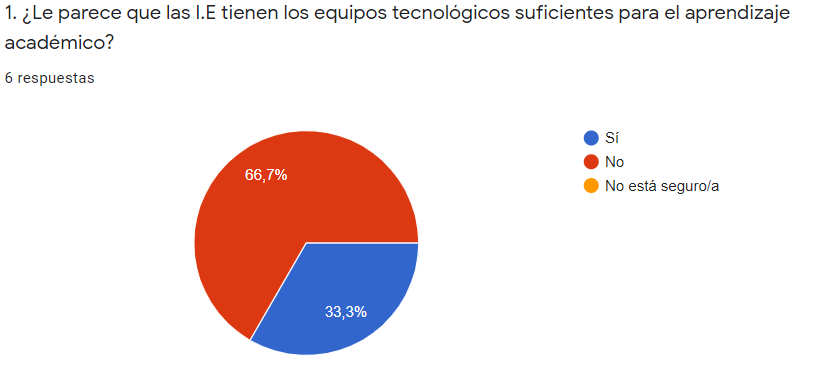 1. ¿Le parece que las I.E tienen los equipos tecnológicos suficientes para el aprendizaje
académico?
6 respuestas
Sí
No
No está seguro/a
66,7%
33,3%